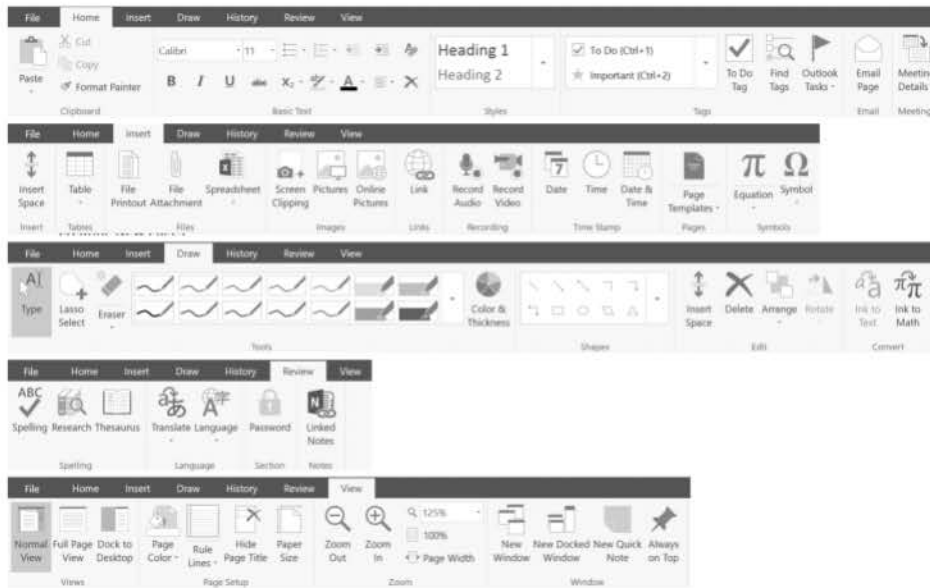 File Home Insert Draw History Review View
Paste
Cut
Copy
Format Painter
Clipboard
Calibri 11
B I U abc X₂ A
Basic Text
Heading 1
Heading 2
Styles
To Do (Ctrl+1)
Important (Ctrl+2)
To Do Tag
Find Tags
Outlook Tasks
Tags
Email Page
Email
Meeting Details
Meeting
File Home Insert Draw History Review View
Insert Space
Insert
Table
Tables
File Printout
File Attachment
Spreadsheet
Files
Screen Clipping
Pictures
Online Pictures
Images
Link
Links
Record Audio
Record Video
Recording
7
Date
Time
Date & Time
Time Stamp
Page Templates
Pages
π
Equation
Ω
Symbol
Symbols
File Home Insert Draw History Review View
AI
Type
Lasso Select
Eraser
Tools
Color & Thickness
Shapes
Insert Space
Delete
Arrange
Rotate
Edit
Ink to Text
Ink to Math
Convert
File Home Insert Draw History Review View
ABC
Spelling
Research
Thesaurus
Spelling
Translate
Language
Language
Password
Section
N
Linked Notes
Notes
File Home Insert Draw History Review View
Normal View
Full Page View
Dock to Desktop
Views
Page Color
Rule Lines
Hide Page Title
Paper Size
Page Setup
Zoom Out
Zoom In
125%
100%
Page Width
Zoom
New Window
New Docked Window
New Quick Note
Always on Top
Window